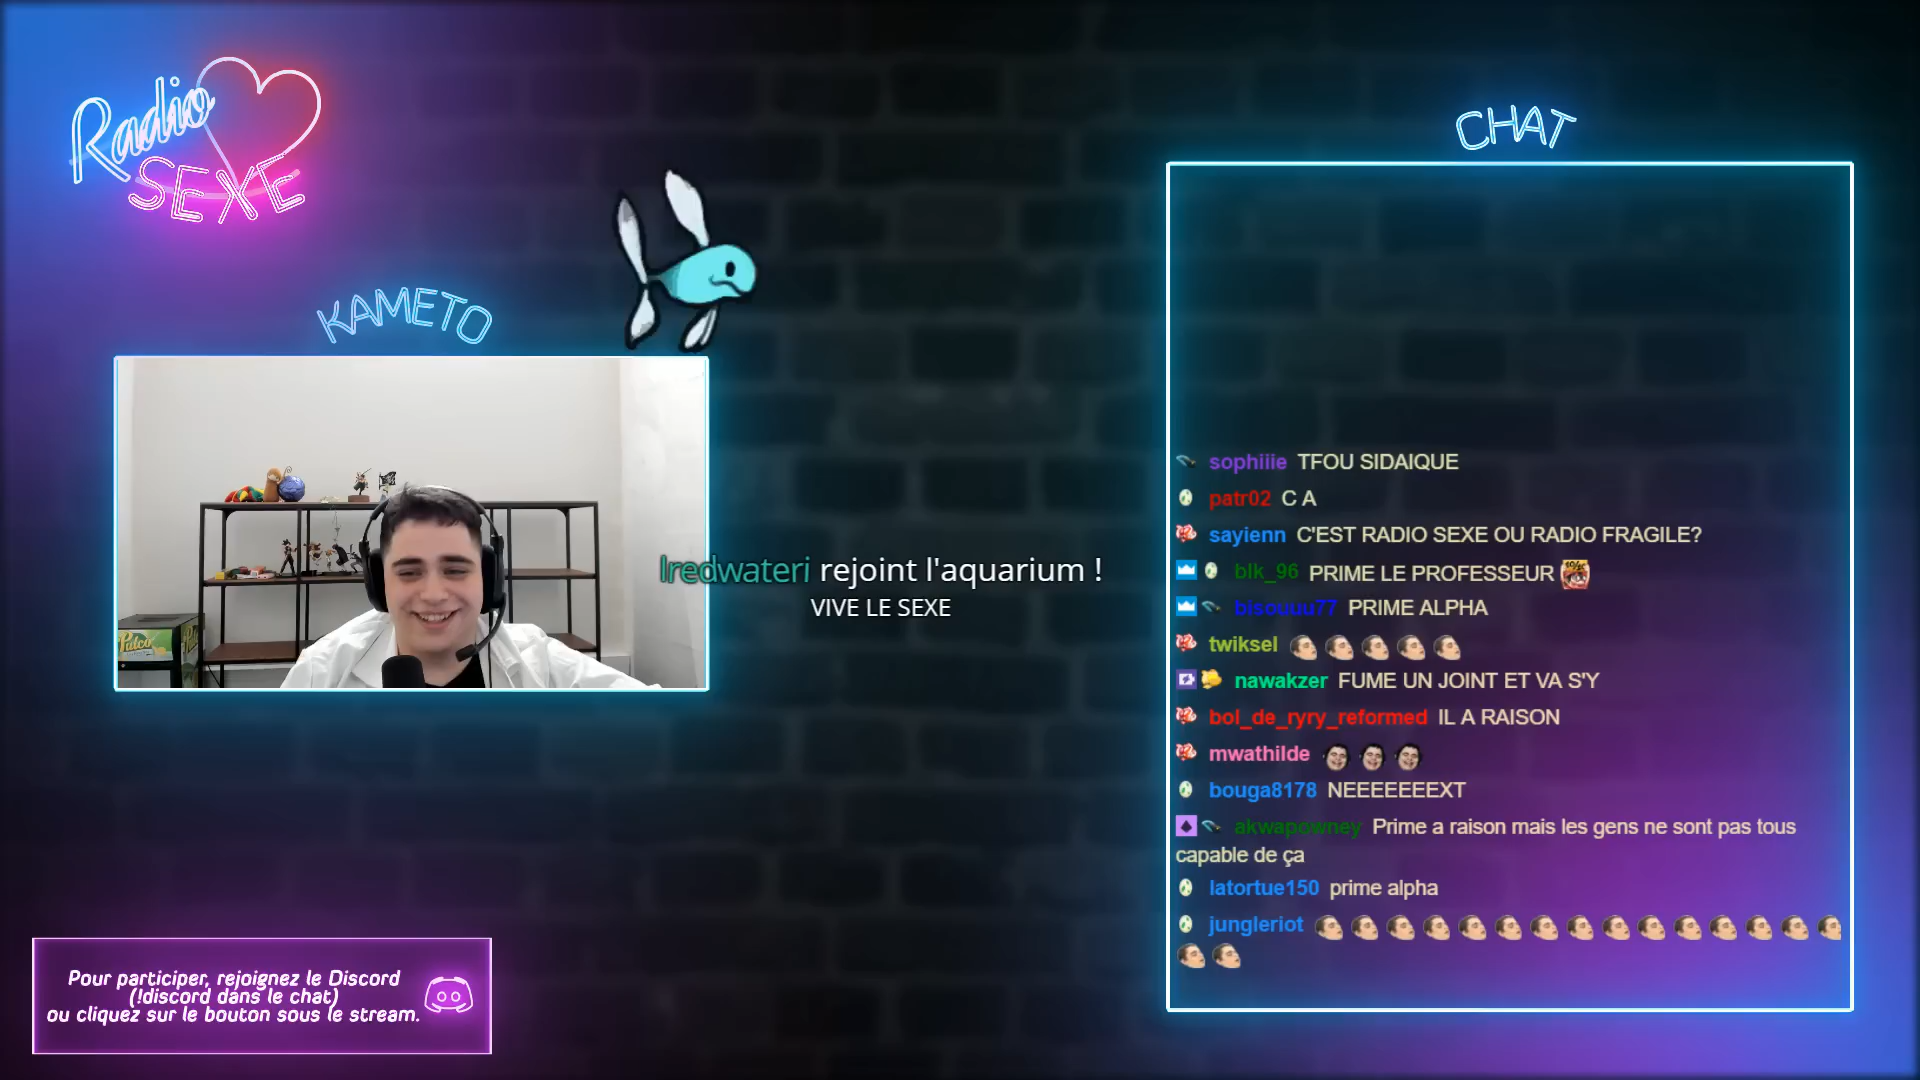 Radio
SEXE
CHAT
KAMETO
Pulco
lredwateri rejoint l'aquarium !
VIVE LE SEXE
sophiiie TFOU SIDAIQUE
patr02 C A
sayienn C'EST RADIO SEXE OU RADIO FRAGILE?
blk_96 PRIME LE PROFESSEUR
bisouuu77 PRIME ALPHA
twiksel
nawakzer FUME UN JOINT ET VA S'Y
bol_de_ryry_reformed IL A RAISON
mwathilde
bouga8178 NEEEEEEEXT
akwapowney Prime a raison mais les gens ne sont pas tous
capable de ça
latortue150 prime alpha
jungleriot
Pour participer, rejoignez le Discord
(!discord dans le chat)
ou cliquez sur le bouton sous le stream.